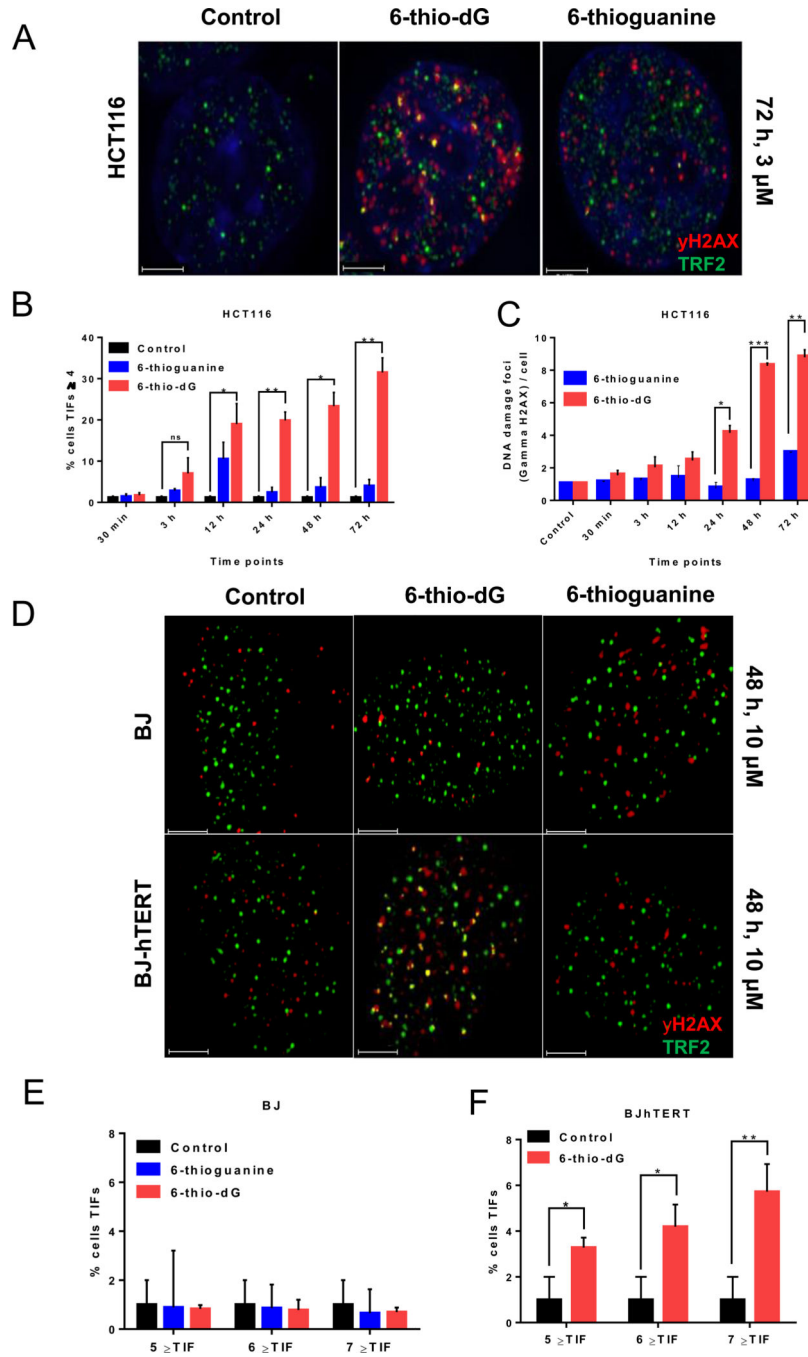 Control 6-thio-dG 6-thioguanine
A
HCT116
72 h, 3 μM
yH2AX
TRF2
B
HCT116
Control
6-thioguanine
6-thio-dG
% cells TIFs ≥ 4
40
30
20
10
0
ns
*
**
*
**
30 min 3 h 12 h 24 h 48 h 72 h
Time points
C
HCT116
6-thioguanine
6-thio-dG
DNA damage foci
(Gamma H2AX) / cell
10
8
6
4
2
0
*
***
**
Control 30 min 3 h 12 h 24 h 48 h 72 h
Time points
Control 6-thio-dG 6-thioguanine
D
BJ
48 h, 10 μM
BJ-hTERT
48 h, 10 μM
yH2AX
TRF2
E
BJ
Control
6-thioguanine
6-thio-dG
% cells TIFs
8
6
4
2
0
5 ≥TIF 6 ≥TIF 7 ≥TIF
F
BJhTERT
Control
6-thio-dG
% cells TIFs
8
6
4
2
0
*
*
**
5 ≥TIF 6 ≥TIF 7 ≥TIF